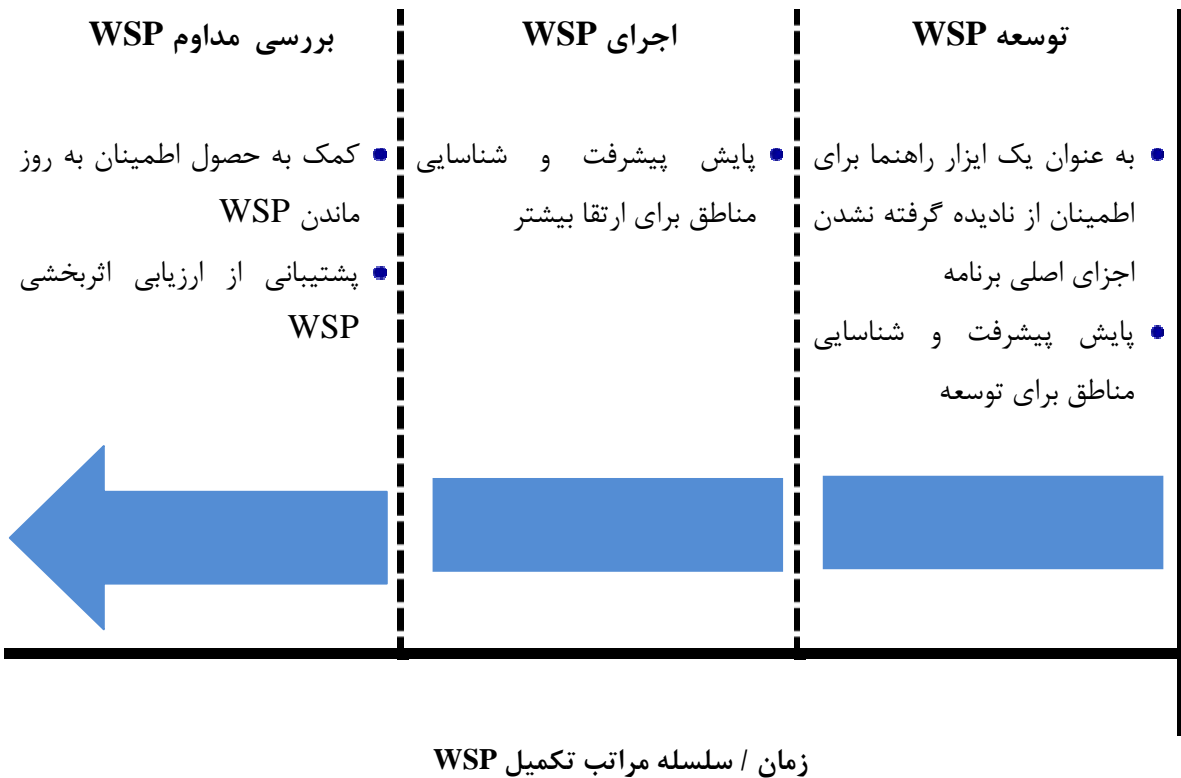 توسعه WSP
به عنوان یک ابزار راهنما برای
اطمینان از نادیده گرفته نشدن
اجزای اصلی برنامه
پایش پیشرفت و شناسایی
مناطق برای توسعه
اجرای WSP
پایش پیشرفت و شناسایی
مناطق برای ارتقا بیشتر
بررسی مداوم WSP
کمک به حصول اطمینان به روز
ماندن WSP
پشتیبانی از ارزیابی اثربخشی
WSP
زمان / سلسله مراتب تکمیل WSP